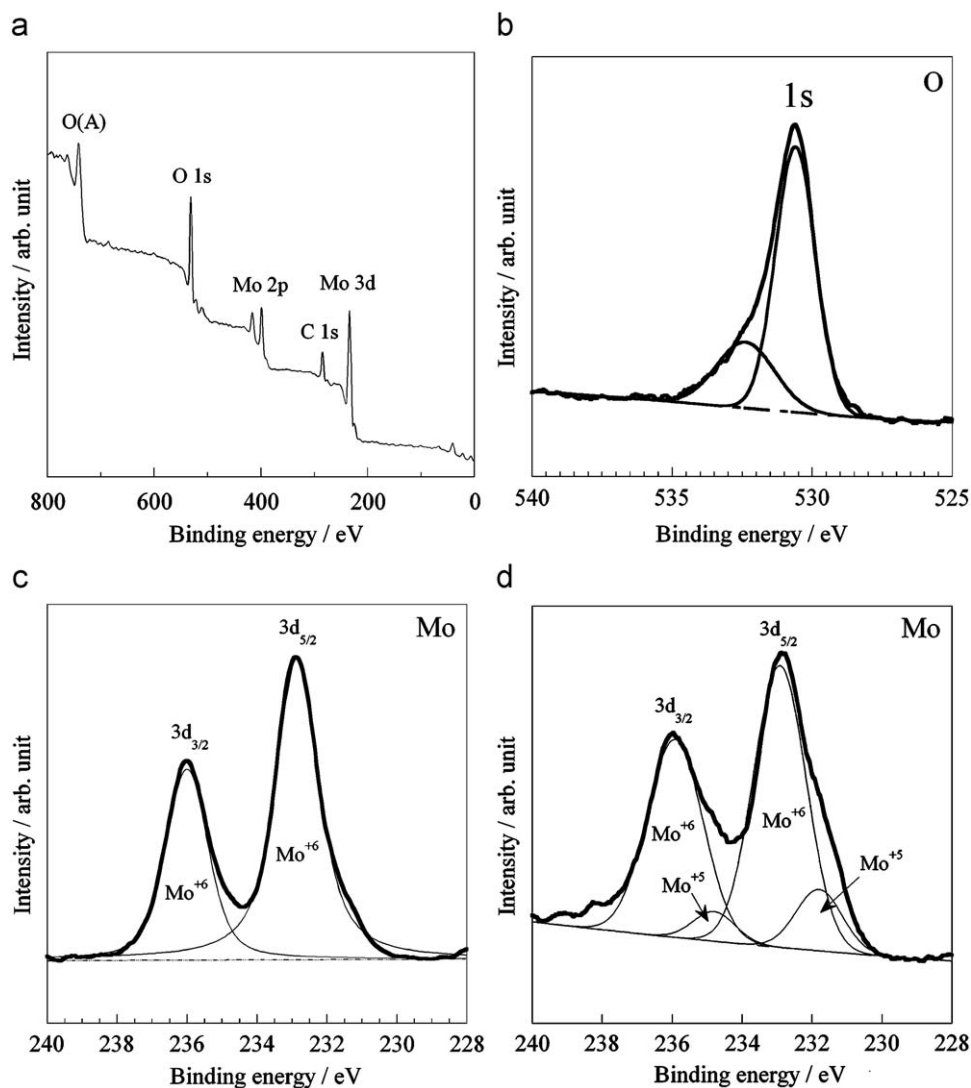 a
O(A)
O 1s
Mo 2p
Mo 3d
C 1s
Intensity / arb. unit
800 600 400 200 0
Binding energy / eV
b
O
1s
Intensity / arb. unit
540 535 530 525
Binding energy / eV
c
Mo
3d5/2
3d3/2
Mo+6
Mo+6
Intensity / arb. unit
240 238 236 234 232 230 228
Binding energy / eV
d
Mo
3d5/2
3d3/2
Mo+6
Mo+6
Mo+5
Mo+5
Intensity / arb. unit
240 238 236 234 232 230 228
Binding energy / eV